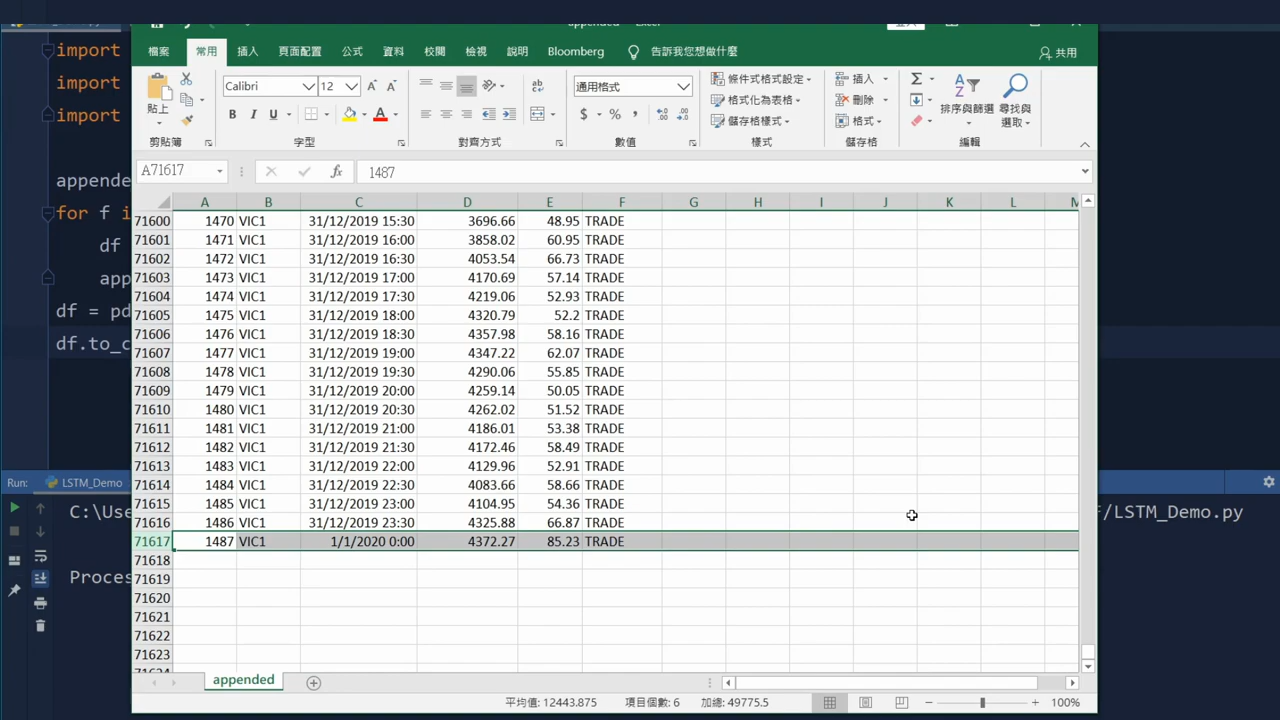 檔案 常用 插入 頁面配置 公式 資料 校閱 檢視 說明 Bloomberg 告訴我您想做什麼 共用
import
import
import
appende
for f i
df
app
df = pd
df.to_c
貼上 Calibri 12 通用格式 條件式格式設定 插入
B I U $ % , 格式化為表格 刪除 排序與篩選 尋找與選取
儲存格樣式 格式
剪貼簿 字型 對齊方式 數值 樣式 儲存格 編輯
A71617 fx 1487
A B C D E F G H I J K L M
71600 1470 VIC1 31/12/2019 15:30 3696.66 48.95 TRADE
71601 1471 VIC1 31/12/2019 16:00 3858.02 60.95 TRADE
71602 1472 VIC1 31/12/2019 16:30 4053.54 66.73 TRADE
71603 1473 VIC1 31/12/2019 17:00 4170.69 57.14 TRADE
71604 1474 VIC1 31/12/2019 17:30 4219.06 52.93 TRADE
71605 1475 VIC1 31/12/2019 18:00 4320.79 52.2 TRADE
71606 1476 VIC1 31/12/2019 18:30 4357.98 58.16 TRADE
71607 1477 VIC1 31/12/2019 19:00 4347.22 62.07 TRADE
71608 1478 VIC1 31/12/2019 19:30 4290.06 55.85 TRADE
71609 1479 VIC1 31/12/2019 20:00 4259.14 50.05 TRADE
71610 1480 VIC1 31/12/2019 20:30 4262.02 51.52 TRADE
71611 1481 VIC1 31/12/2019 21:00 4186.01 53.38 TRADE
71612 1482 VIC1 31/12/2019 21:30 4172.46 58.49 TRADE
71613 1483 VIC1 31/12/2019 22:00 4129.96 52.91 TRADE
71614 1484 VIC1 31/12/2019 22:30 4083.66 58.66 TRADE
71615 1485 VIC1 31/12/2019 23:00 4104.95 54.36 TRADE
71616 1486 VIC1 31/12/2019 23:30 4325.88 66.87 TRADE
71617 1487 VIC1 1/1/2020 0:00 4372.27 85.23 TRADE
71618
71619
71620
71621
71622
71623
71624
Run: LSTM_Demo
C:\Use
/LSTM_Demo.py
Proces
appended
平均值: 12443.875 項目個數: 6 加總: 49775.5 100%